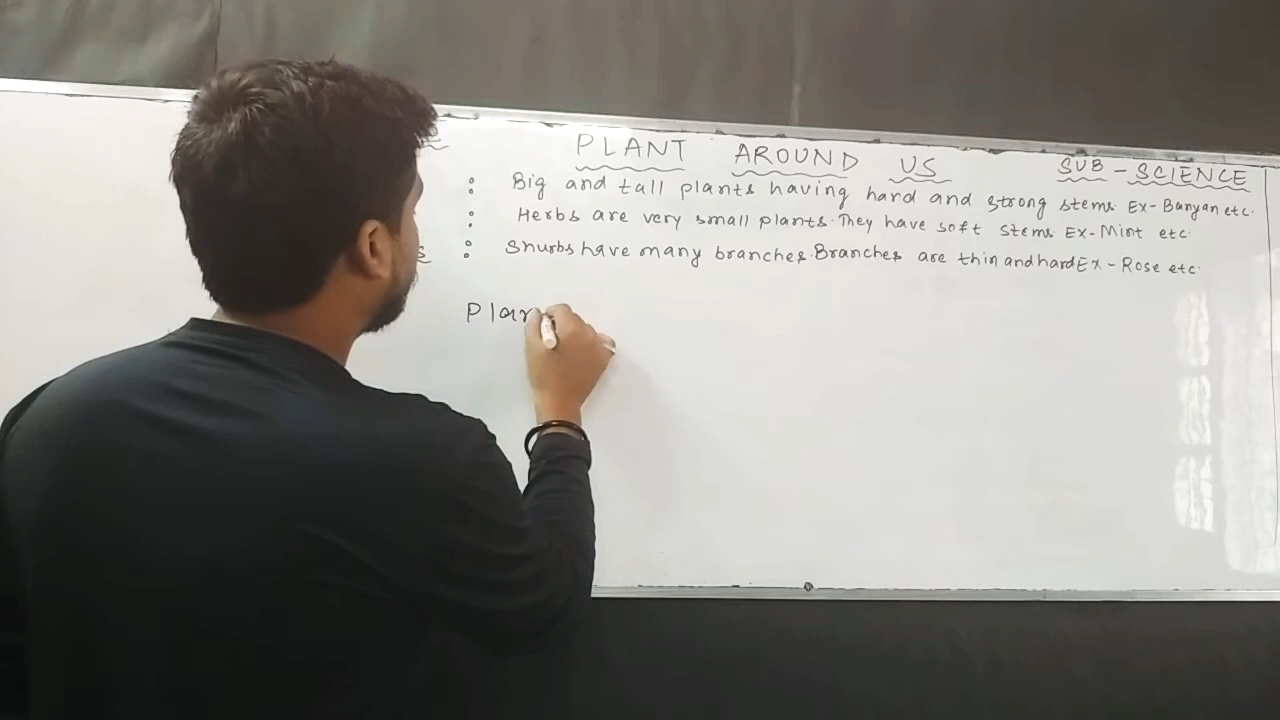 PLANT AROUND US SUB-SCIENCE
: Big and tall plants having hard and strong stems Ex-Banyan etc.
: Herbs are very small plants. They have soft stems Ex-Mint etc.
: Shurbs have many branches. Branches are thin and hard Ex-Rose etc.
Plan